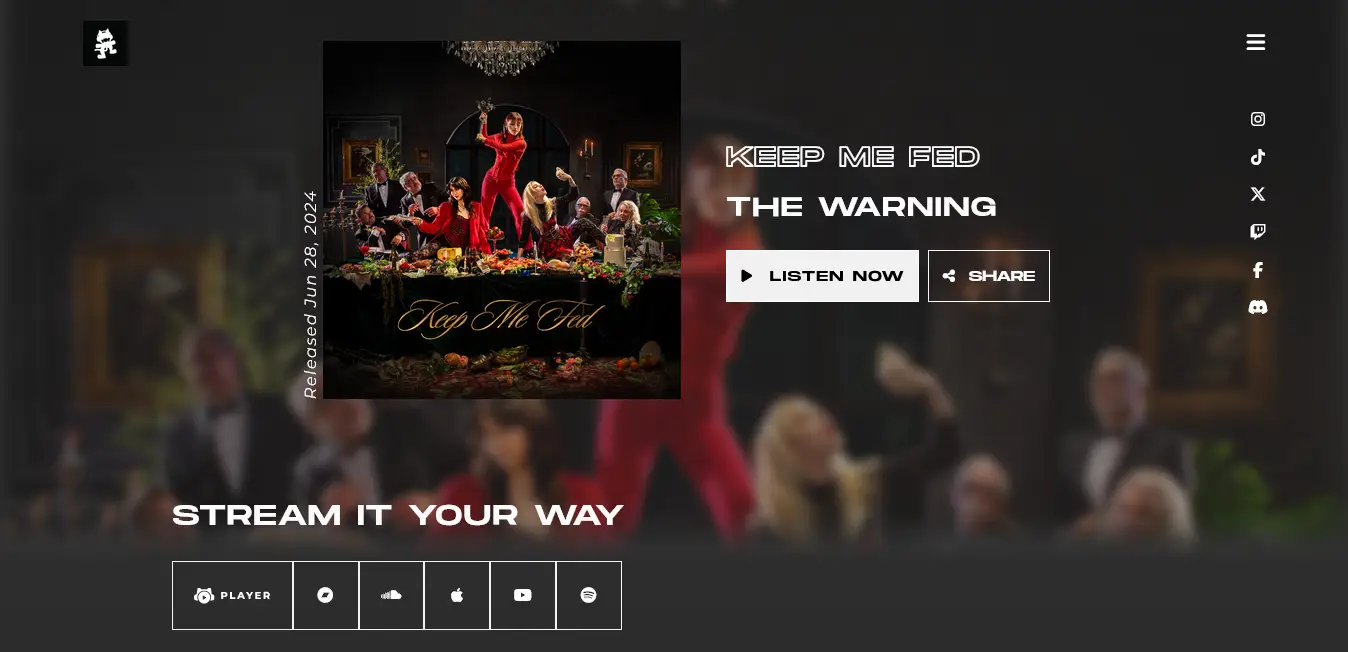 Released Jun 28, 2024
Keep Me Fed
KEEP ME FED
THE WARNING
LISTEN NOW
SHARE
STREAM IT YOUR WAY
PLAYER